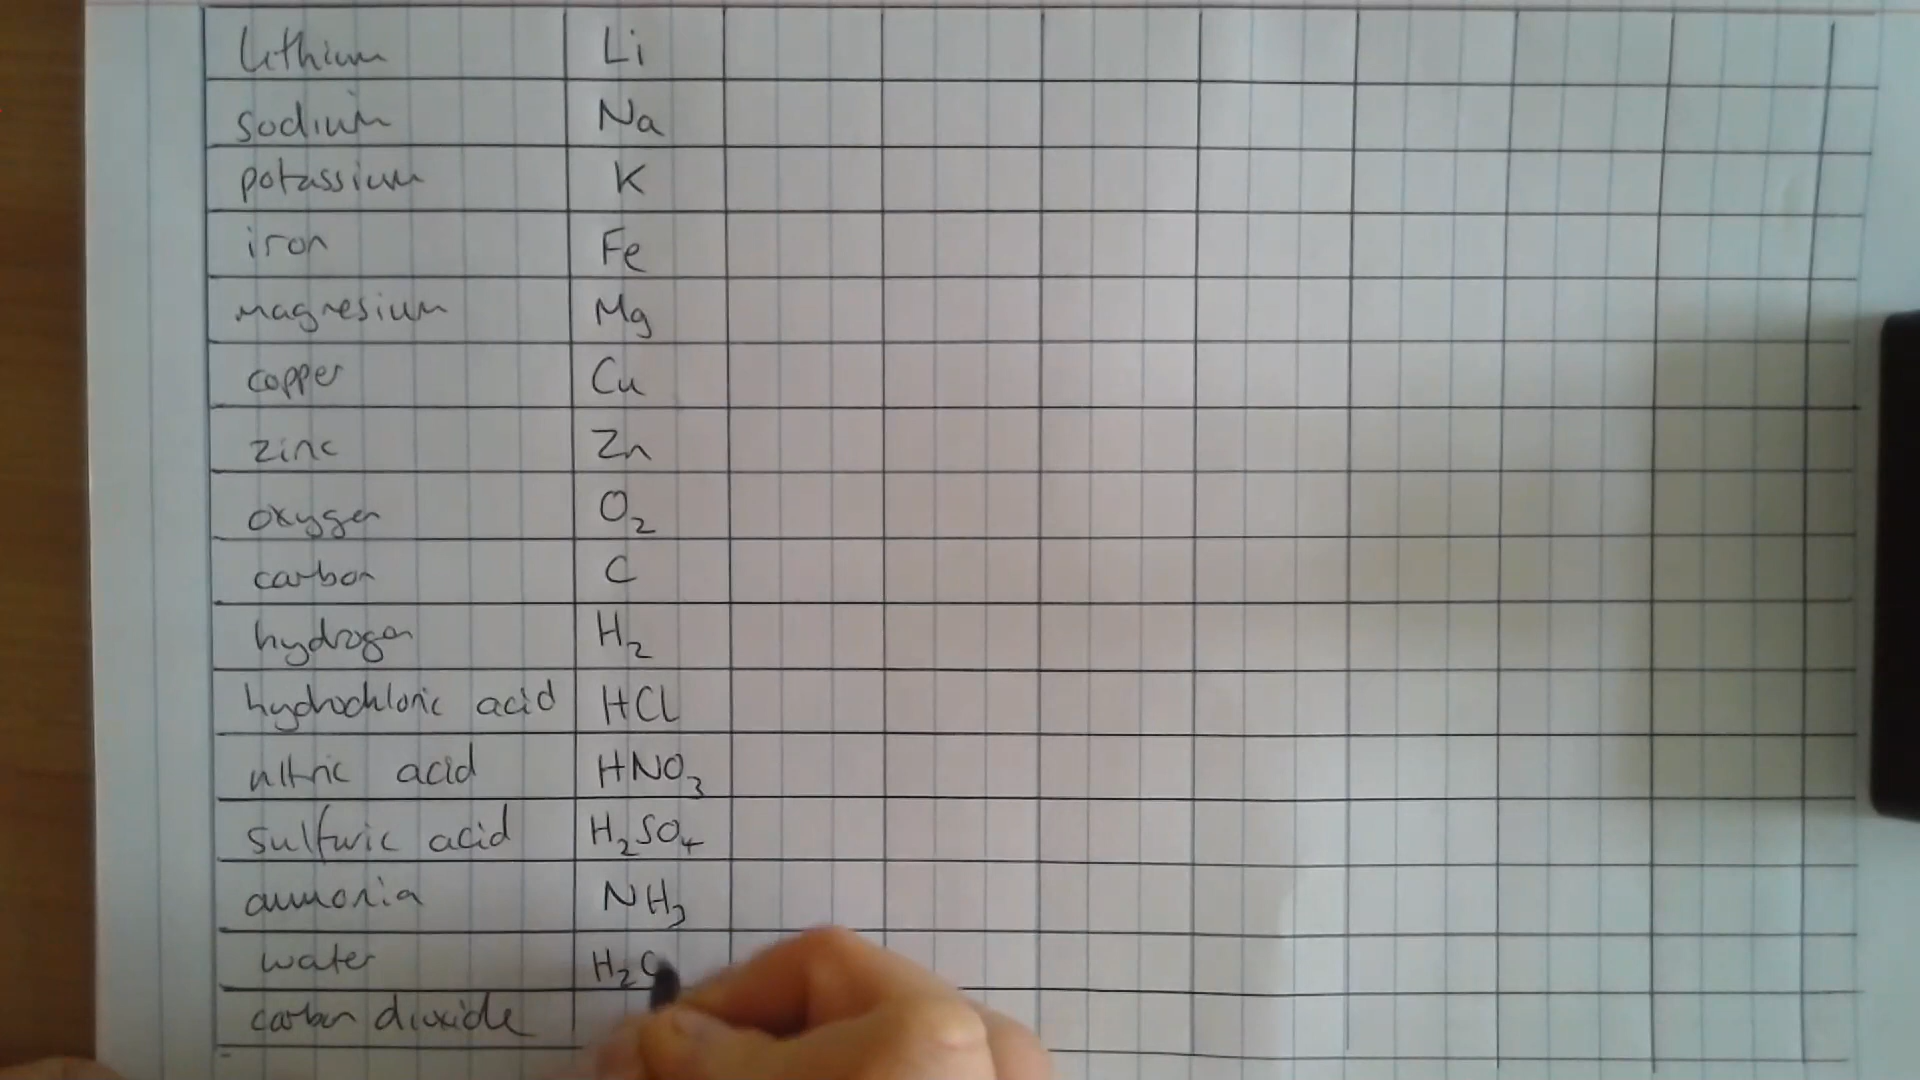 Lithium Li
sodium Na
potassium K
iron Fe
magnesium Mg
copper Cu
zinc Zn
oxygen O₂
carbon C
hydrogen H₂
hydrochloric acid HCl
nitric acid HNO₃
sulfuric acid H₂SO₄
ammonia NH₃
water H₂O
carbon dioxide